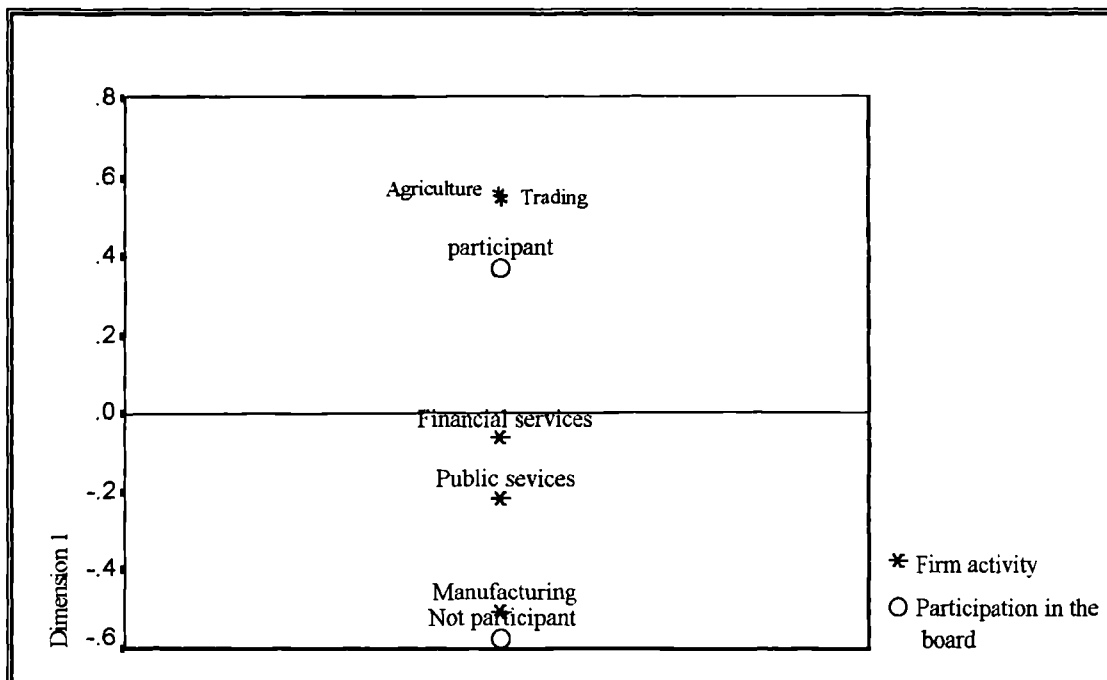 .8
.6
Agriculture
Trading
participant
.4
.2
.0
Financial services
Public sevices
-.2
-.4
Manufacturing
Not participant
-.6
Dimension 1
Firm activity
Participation in the
board